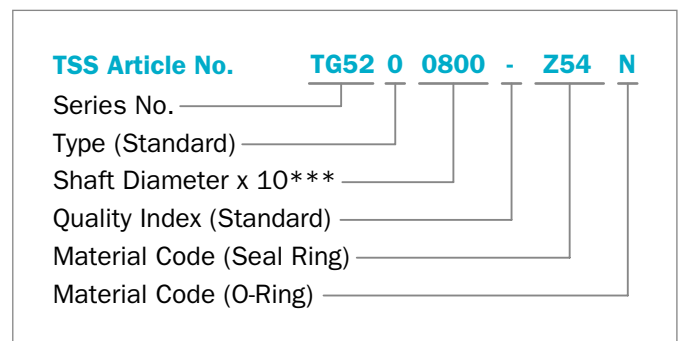 TSS Article No. TG52 0 0800 - Z54 N
Series No.
Type (Standard)
Shaft Diameter x 10***
Quality Index (Standard)
Material Code (Seal Ring)
Material Code (O-Ring)